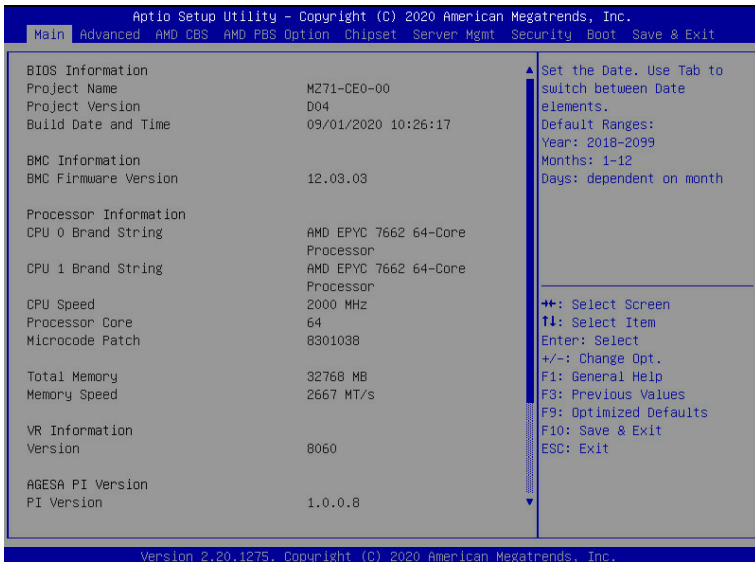 Aptio Setup Utility – Copyright (C) 2020 American Megatrends, Inc.
Main Advanced AMD CBS AMD PBS Option Chipset Server Mgmt Security Boot Save & Exit
BIOS Information
Project Name MZ71-CE0-00
Project Version D04
Build Date and Time 09/01/2020 10:26:17
BMC Information
BMC Firmware Version 12.03.03
Processor Information
CPU 0 Brand String AMD EPYC 7662 64-Core
Processor
CPU 1 Brand String AMD EPYC 7662 64-Core
Processor
CPU Speed 2000 MHz
Processor Core 64
Microcode Patch 8301038
Total Memory 32768 MB
Memory Speed 2667 MT/s
VR Information
Version 8060
AGESA PI Version
PI Version 1.0.0.8
Set the Date. Use Tab to
switch between Date
elements.
Default Ranges:
Year: 2018-2099
Months: 1-12
Days: dependent on month
→←: Select Screen
↑↓: Select Item
Enter: Select
+/-: Change Opt.
F1: General Help
F3: Previous Values
F9: Optimized Defaults
F10: Save & Exit
ESC: Exit
Version 2.20.1275. Copyright (C) 2020 American Megatrends, Inc.